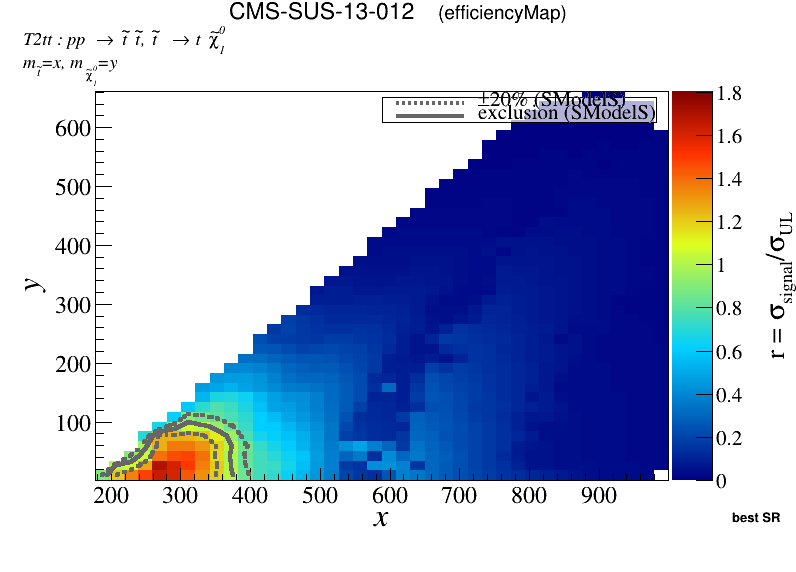 CMS-SUS-13-012 (efficiencyMap)
T2tt : pp → t̃ t̃, t̃ → t χ̃⁰₁
m_t̃=x, m_χ̃⁰₁=y
±20% (SModelS)
exclusion (SModelS)
600
500
400
300
200
100
y
200 300 400 500 600 700 800 900
x
1.8
1.6
1.4
1.2
1
0.8
0.6
0.4
0.2
0
r = σ_signal/σ_UL
best SR